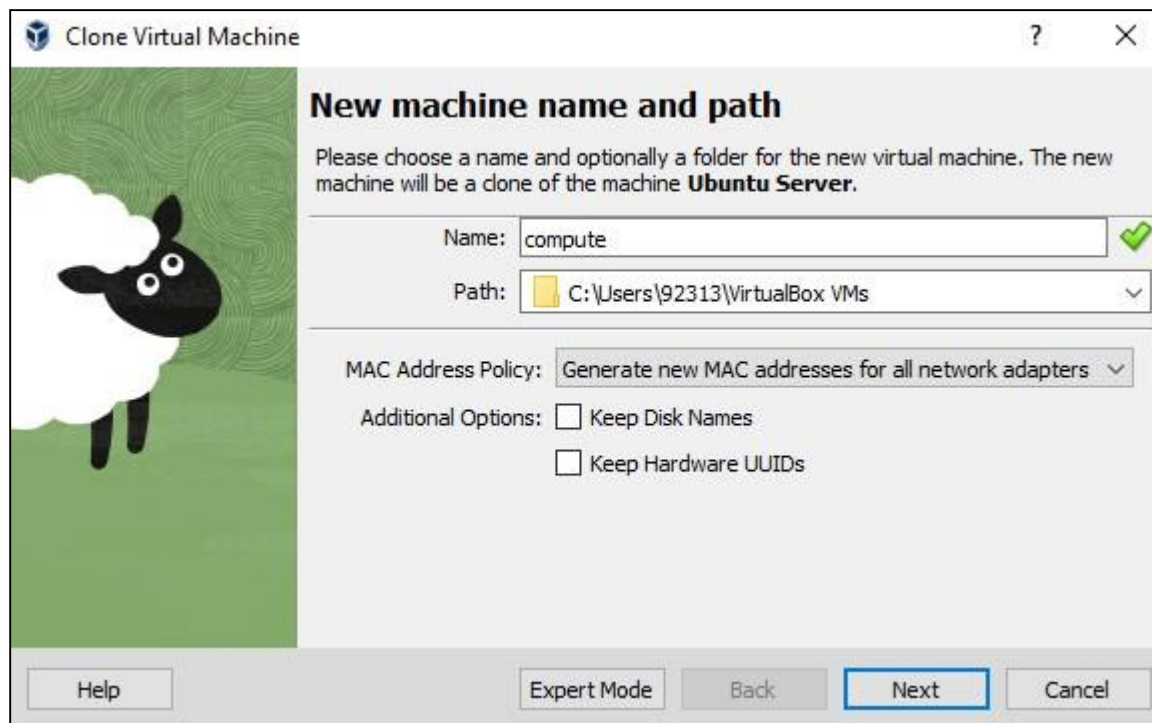 Clone Virtual Machine
?
New machine name and path
Please choose a name and optionally a folder for the new virtual machine. The new
machine will be a clone of the machine Ubuntu Server.
Name: compute
Path: C:\Users\92313\VirtualBox VMs
MAC Address Policy: Generate new MAC addresses for all network adapters
Additional Options: Keep Disk Names
Keep Hardware UUIDs
Help Expert Mode Back Next Cancel